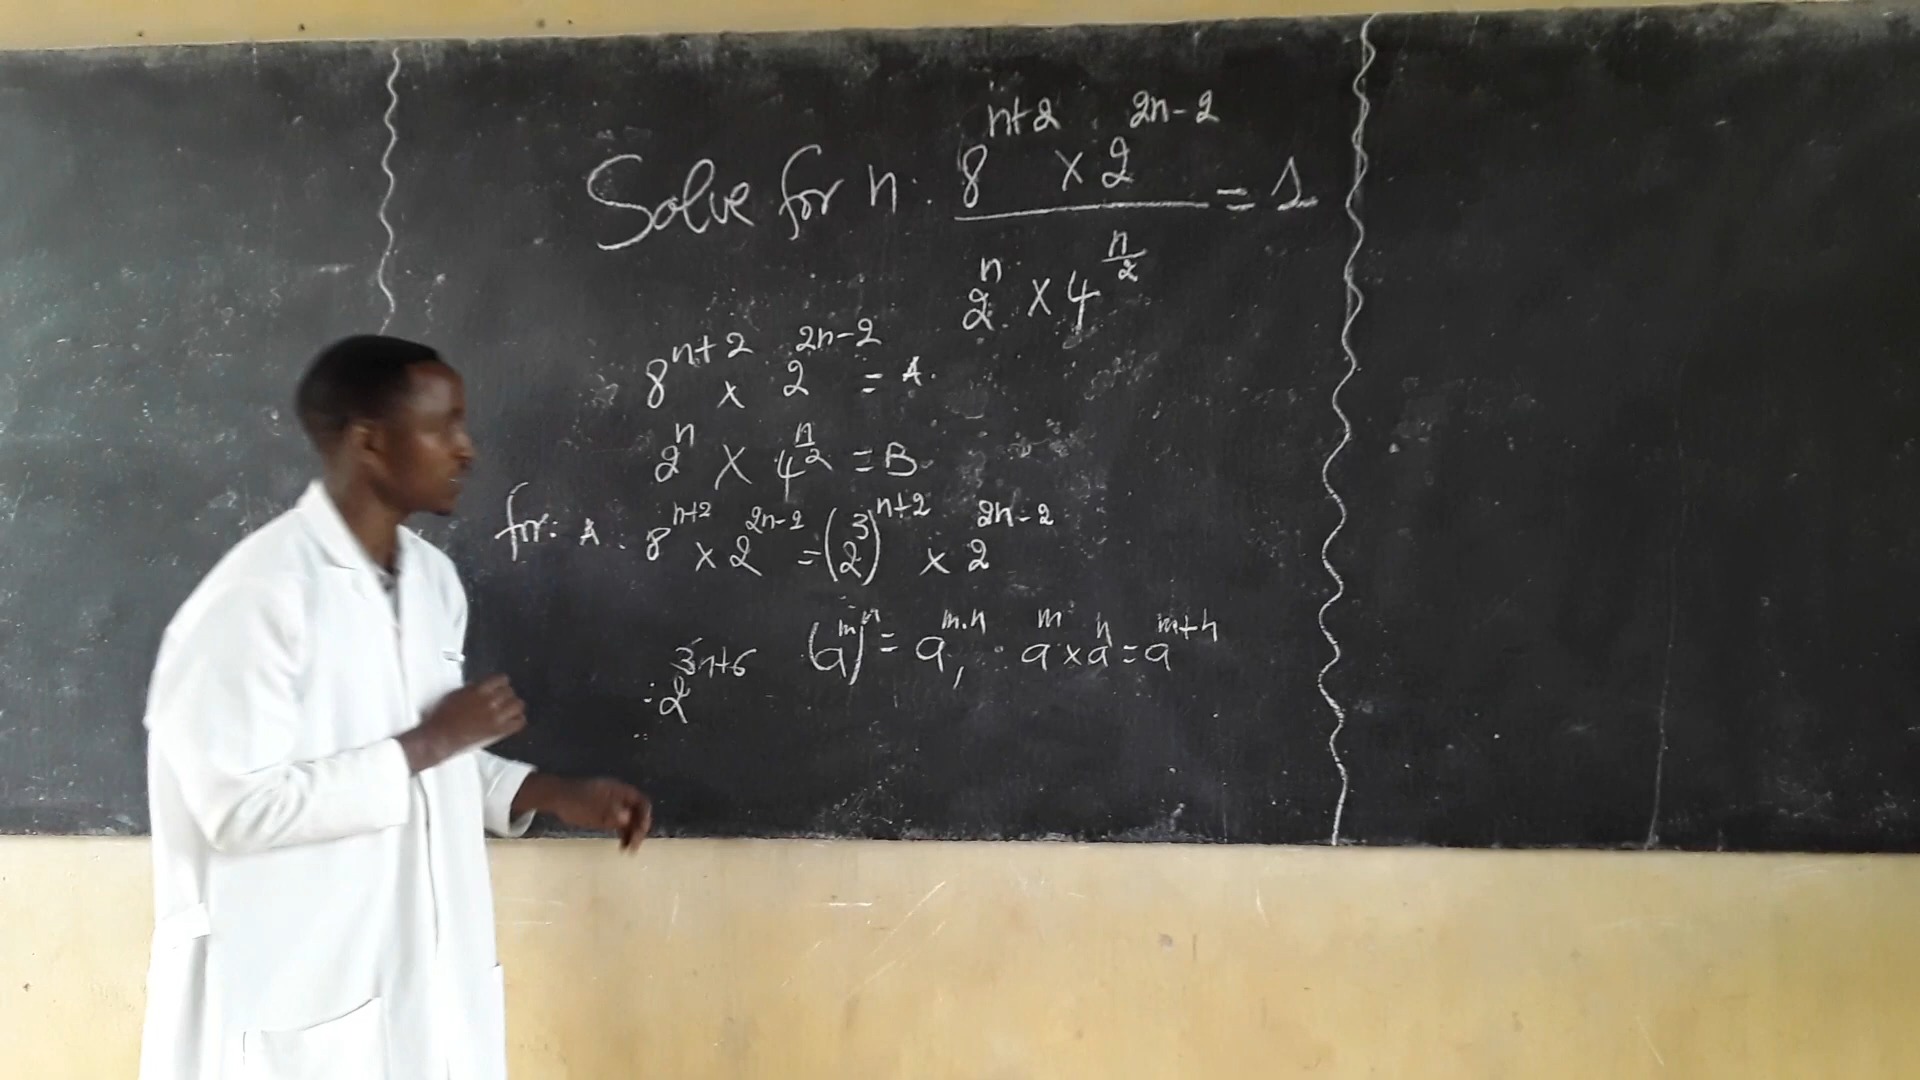 Solve for n: 8^{n+2} × 2^{2n-2} / 2^n × 4^{n/2} = 1
8^{n+2} × 2^{2n-2} = A.
2^n × 4^{n/2} = B
for: A. 8^{n+2} × 2^{2n-2} = (2^3)^{n+2} × 2^{2n-2}
(a^m)^n = a^{m.n}, a^m × a^n = a^{m+n}
= 2^{3n+6}